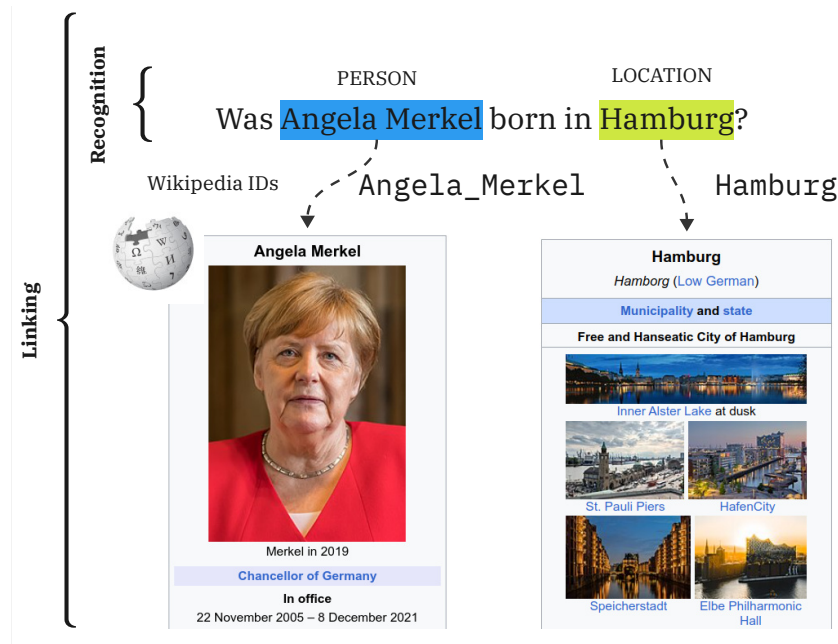 PERSON
LOCATION
Recognition
Was Angela Merkel born in Hamburg?
Wikipedia IDs
Angela_Merkel
Hamburg
Linking
Angela Merkel
Merkel in 2019
Chancellor of Germany
In office
22 November 2005 – 8 December 2021
Hamburg
Hamborg (Low German)
Municipality and state
Free and Hanseatic City of Hamburg
Inner Alster Lake at dusk
St. Pauli Piers
HafenCity
Speicherstadt
Elbe Philharmonic
Hall